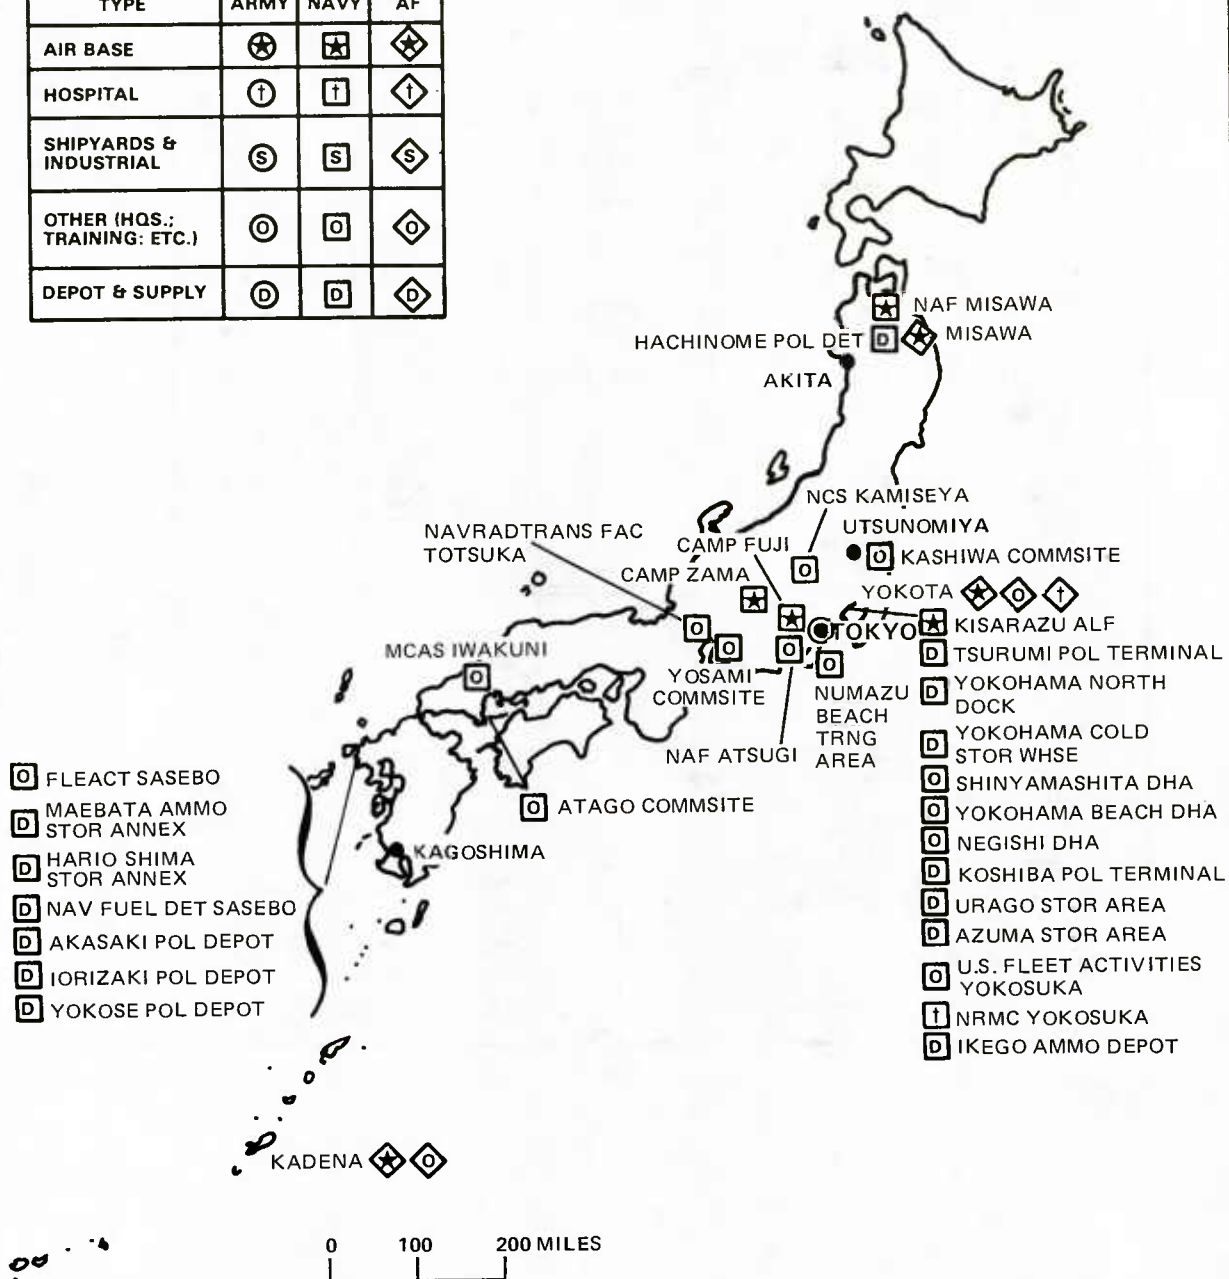 TYPE ARMY NAVY AF
AIR BASE
HOSPITAL † † †
SHIPYARDS &
INDUSTRIAL S S S
OTHER (HQS.;
TRAINING: ETC.) O O O
DEPOT & SUPPLY D D D
NAF MISAWA
HACHINOME POL DET D MISAWA
AKITA
NCS KAMISEYA
UTSUNOMIYA
NAVRADTRANS FAC
TOTSUKA
CAMP FUJI
O
O KASHIWA COMMSITE
CAMP ZAMA
YOKOTA O †
O
TOKYO
KISARAZU ALF
MCAS IWAKUNI
O
O
O
O
YOSAMI
COMMSITE
NUMAZU
BEACH
TRNG
AREA
NAF ATSUGI
D TSURUMI POL TERMINAL
D YOKOHAMA NORTH
DOCK
D YOKOHAMA COLD
STOR WHSE
O SHINYAMASHITA DHA
O YOKOHAMA BEACH DHA
O NEGISHI DHA
D KOSHIBA POL TERMINAL
D URAGO STOR AREA
D AZUMA STOR AREA
O U.S. FLEET ACTIVITIES
YOKOSUKA
† NRMC YOKOSUKA
D IKEGO AMMO DEPOT
O ATAGO COMMSITE
KAGOSHIMA
O FLEACT SASEBO
D MAEBATA AMMO
STOR ANNEX
D HARIO SHIMA
STOR ANNEX
D NAV FUEL DET SASEBO
D AKASAKI POL DEPOT
D IORIZAKI POL DEPOT
D YOKOSE POL DEPOT
KADENA O
0 100 200 MILES